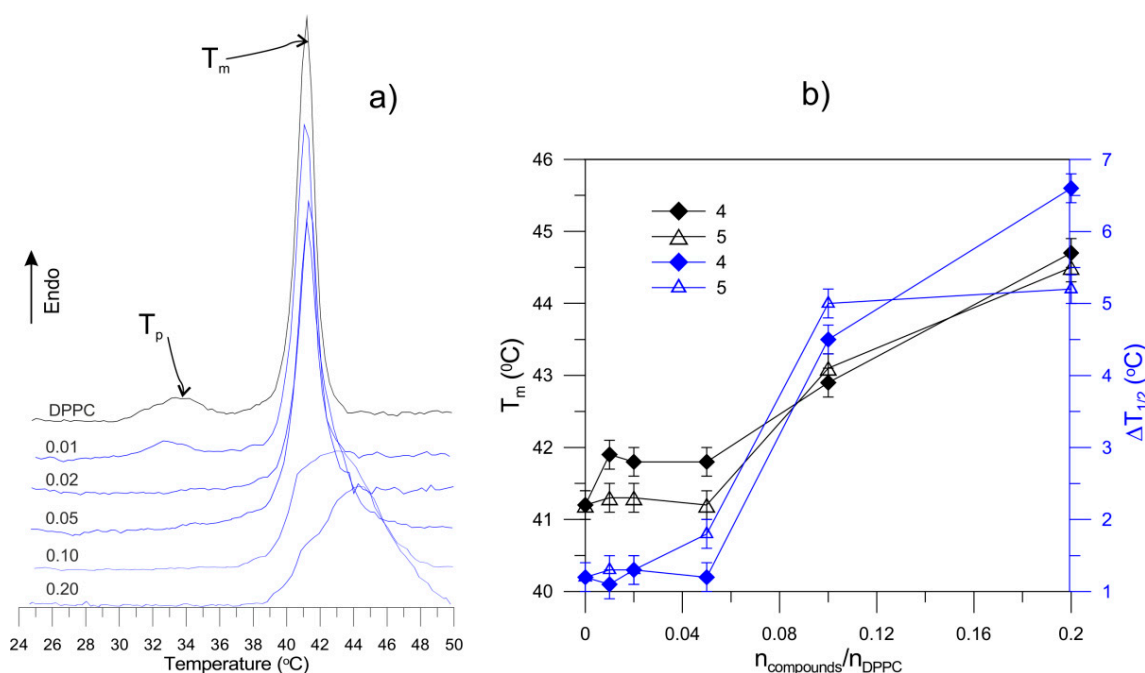 a)
Tm
Endo
Tp
DPPC
0.01
0.02
0.05
0.10
0.20
24 26 28 30 32 34 36 38 40 42 44 46 48 50
Temperature (°C)
b)
46
45
44
43
42
41
40
Tm (⁰C)
4
5
4
5
7
6
5
4
3
2
1
ΔT1/2 (°C)
0 0.04 0.08 0.12 0.16 0.2
ncompounds/nDPPC